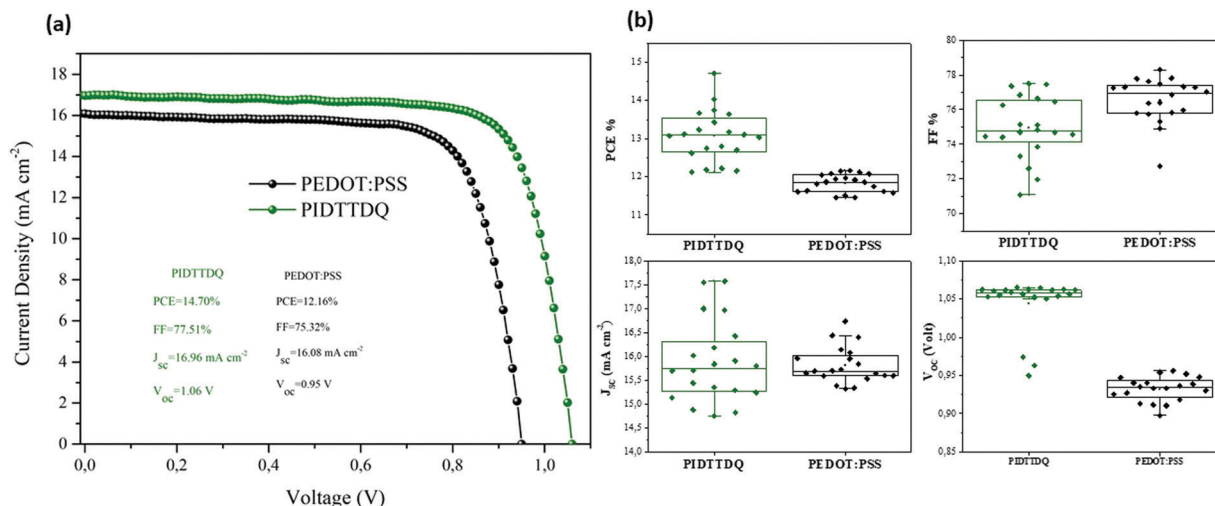 (a)
Current Density (mA cm⁻²)
18
16
14
12
10
8
6
4
2
0
0,0
0,2
0,4
0,6
0,8
1,0
Voltage (V)
PEDOT:PSS
PIDTTDQ
PIDTTDQ
PCE=14.70%
FF=77.51%
Jsc=16.96 mA cm⁻²
Voc=1.06 V
PEDOT:PSS
PCE=12.16%
FF=75.32%
Jsc=16.08 mA cm⁻²
Voc=0.95 V
(b)
PCE %
15
14
13
12
11
PIDTTDQ
PEDOT:PSS
FF %
80
78
76
74
72
70
PIDTTDQ
PEDOT:PSS
JSC (mA cm⁻²)
18,0
17,5
17,0
16,5
16,0
15,5
15,0
14,5
14,0
PIDTTDQ
PEDOT:PSS
VOC (Volt)
1,10
1,05
1,00
0,95
0,90
0,85
PIDTTDQ
PEDOT:PSS